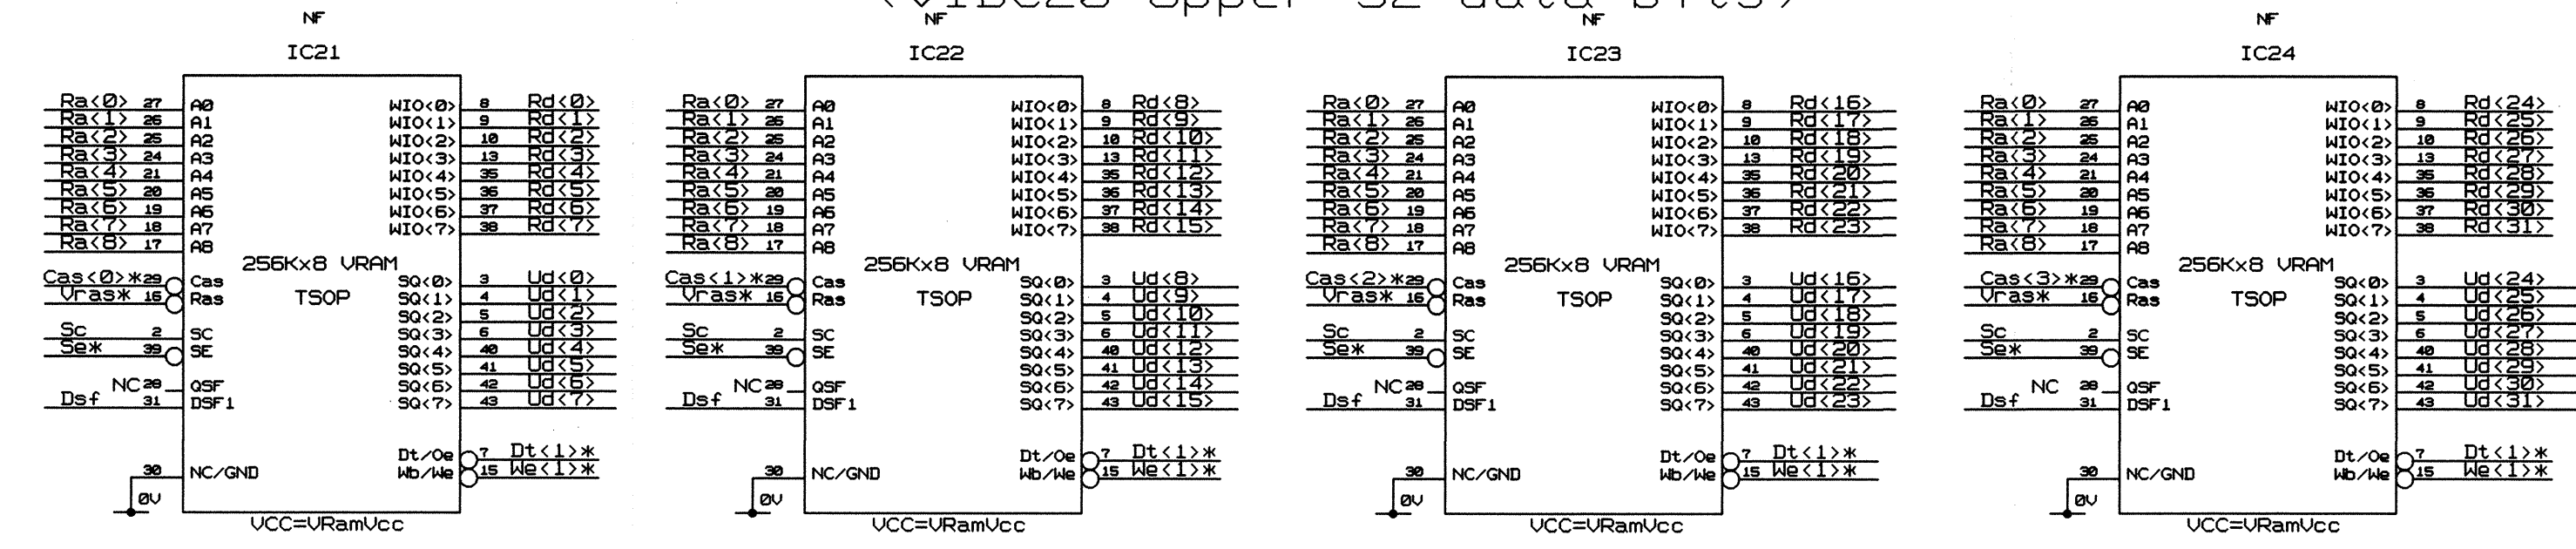 (VIDC20 Upper 32 data bits)
NF
IC21
Ra<0> 27 A0 WIO<0> 8 Rd<0>
Ra<1> 26 A1 WIO<1> 9 Rd<1>
Ra<2> 25 A2 WIO<2> 10 Rd<2>
Ra<3> 24 A3 WIO<3> 13 Rd<3>
Ra<4> 21 A4 WIO<4> 35 Rd<4>
Ra<5> 20 A5 WIO<5> 36 Rd<5>
Ra<6> 19 A6 WIO<6> 37 Rd<6>
Ra<7> 18 A7 WIO<7> 38 Rd<7>
Ra<8> 17 A8
256Kx8 VRAM
TSOP
Cas<0>* 29 Cas SQ<0> 3 Ud<0>
Vras* 16 Ras SQ<1> 4 Ud<1>
SQ<2> 5 Ud<2>
Sc 2 SC SQ<3> 6 Ud<3>
Se* 39 SE SQ<4> 40 Ud<4>
SQ<5> 41 Ud<5>
NC 28 QSF SQ<6> 42 Ud<6>
Dsf 31 DSF1 SQ<7> 43 Ud<7>
Dt/Oe 7 Dt<1>*
30 NC/GND Wb/We 15 We<1>*
0V
VCC=VRamVcc
NF
IC22
Ra<0> 27 A0 WIO<0> 8 Rd<8>
Ra<1> 26 A1 WIO<1> 9 Rd<9>
Ra<2> 25 A2 WIO<2> 10 Rd<10>
Ra<3> 24 A3 WIO<3> 13 Rd<11>
Ra<4> 21 A4 WIO<4> 35 Rd<12>
Ra<5> 20 A5 WIO<5> 36 Rd<13>
Ra<6> 19 A6 WIO<6> 37 Rd<14>
Ra<7> 18 A7 WIO<7> 38 Rd<15>
Ra<8> 17 A8
256Kx8 VRAM
TSOP
Cas<1>* 29 Cas SQ<0> 3 Ud<8>
Vras* 16 Ras SQ<1> 4 Ud<9>
SQ<2> 5 Ud<10>
Sc 2 SC SQ<3> 6 Ud<11>
Se* 39 SE SQ<4> 40 Ud<12>
SQ<5> 41 Ud<13>
NC 28 QSF SQ<6> 42 Ud<14>
Dsf 31 DSF1 SQ<7> 43 Ud<15>
Dt/Oe 7 Dt<1>*
30 NC/GND Wb/We 15 We<1>*
0V
VCC=VRamVcc
NF
IC23
Ra<0> 27 A0 WIO<0> 8 Rd<16>
Ra<1> 26 A1 WIO<1> 9 Rd<17>
Ra<2> 25 A2 WIO<2> 10 Rd<18>
Ra<3> 24 A3 WIO<3> 13 Rd<19>
Ra<4> 21 A4 WIO<4> 35 Rd<20>
Ra<5> 20 A5 WIO<5> 36 Rd<21>
Ra<6> 19 A6 WIO<6> 37 Rd<22>
Ra<7> 18 A7 WIO<7> 38 Rd<23>
Ra<8> 17 A8
256Kx8 VRAM
TSOP
Cas<2>* 29 Cas SQ<0> 3 Ud<16>
Vras* 16 Ras SQ<1> 4 Ud<17>
SQ<2> 5 Ud<18>
Sc 2 SC SQ<3> 6 Ud<19>
Se* 39 SE SQ<4> 40 Ud<20>
SQ<5> 41 Ud<21>
NC 28 QSF SQ<6> 42 Ud<22>
Dsf 31 DSF1 SQ<7> 43 Ud<23>
Dt/Oe 7 Dt<1>*
30 NC/GND Wb/We 15 We<1>*
0V
VCC=VRamVcc
NF
IC24
Ra<0> 27 A0 WIO<0> 8 Rd<24>
Ra<1> 26 A1 WIO<1> 9 Rd<25>
Ra<2> 25 A2 WIO<2> 10 Rd<26>
Ra<3> 24 A3 WIO<3> 13 Rd<27>
Ra<4> 21 A4 WIO<4> 35 Rd<28>
Ra<5> 20 A5 WIO<5> 36 Rd<29>
Ra<6> 19 A6 WIO<6> 37 Rd<30>
Ra<7> 18 A7 WIO<7> 38 Rd<31>
Ra<8> 17 A8
256Kx8 VRAM
TSOP
Cas<3>* 29 Cas SQ<0> 3 Ud<24>
Vras* 16 Ras SQ<1> 4 Ud<25>
SQ<2> 5 Ud<26>
Sc 2 SC SQ<3> 6 Ud<27>
Se* 39 SE SQ<4> 40 Ud<28>
SQ<5> 41 Ud<29>
NC 28 QSF SQ<6> 42 Ud<30>
Dsf 31 DSF1 SQ<7> 43 Ud<31>
Dt/Oe 7 Dt<1>*
30 NC/GND Wb/We 15 We<1>*
0V
VCC=VRamVcc